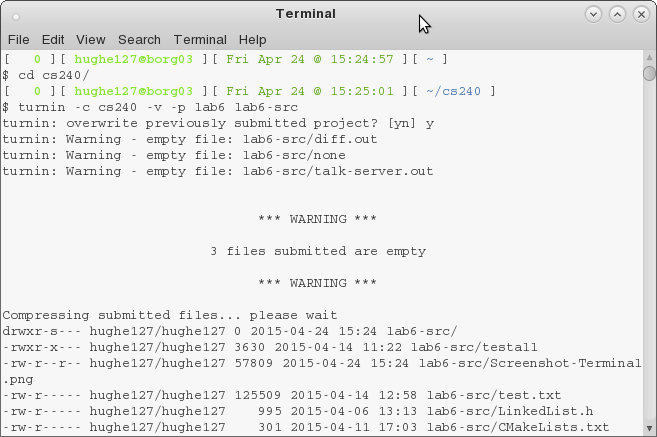 Terminal
File Edit View Search Terminal Help
[   0 ][ hughe127@borg03 ][ Fri Apr 24 @ 15:24:57 ][ ~ ]
$ cd cs240/
[   0 ][ hughe127@borg03 ][ Fri Apr 24 @ 15:25:01 ][ ~/cs240 ]
$ turnin -c cs240 -v -p lab6 lab6-src
turnin: overwrite previously submitted project? [yn] y
turnin: Warning - empty file: lab6-src/diff.out
turnin: Warning - empty file: lab6-src/none
turnin: Warning - empty file: lab6-src/talk-server.out
*** WARNING ***
3 files submitted are empty
*** WARNING ***
Compressing submitted files... please wait
drwxr-s--- hughe127/hughe127 0 2015-04-24 15:24 lab6-src/
-rwxr-x--- hughe127/hughe127 3630 2015-04-14 11:22 lab6-src/testall
-rw-r--r-- hughe127/hughe127 57809 2015-04-24 15:24 lab6-src/Screenshot-Terminal
.png
-rw-r----- hughe127/hughe127 125509 2015-04-14 12:58 lab6-src/test.txt
-rw-r----- hughe127/hughe127    995 2015-04-06 13:13 lab6-src/LinkedList.h
-rw-r----- hughe127/hughe127    301 2015-04-11 17:03 lab6-src/CMakeLists.txt